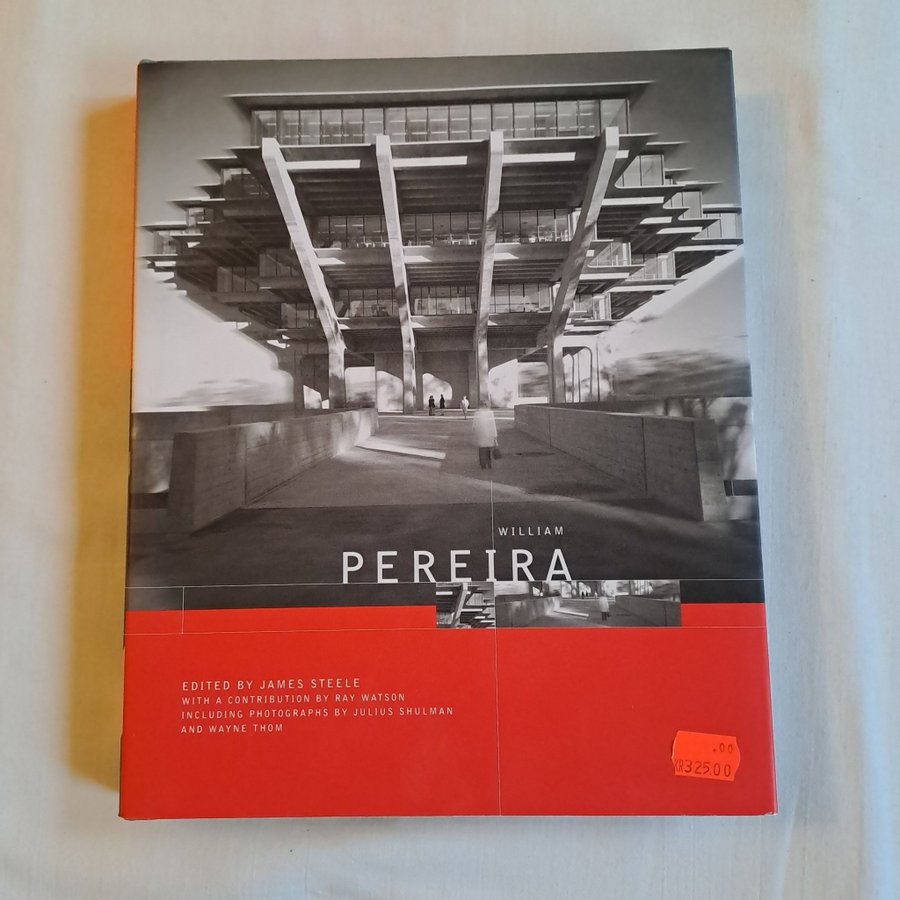 WILLIAM
PEREIRA
EDITED BY JAMES STEELE
WITH A CONTRIBUTION BY RAY WATSON
INCLUDING PHOTOGRAPHS BY JULIUS SHULMAN
AND WAYNE THOM
.00
KR325.00